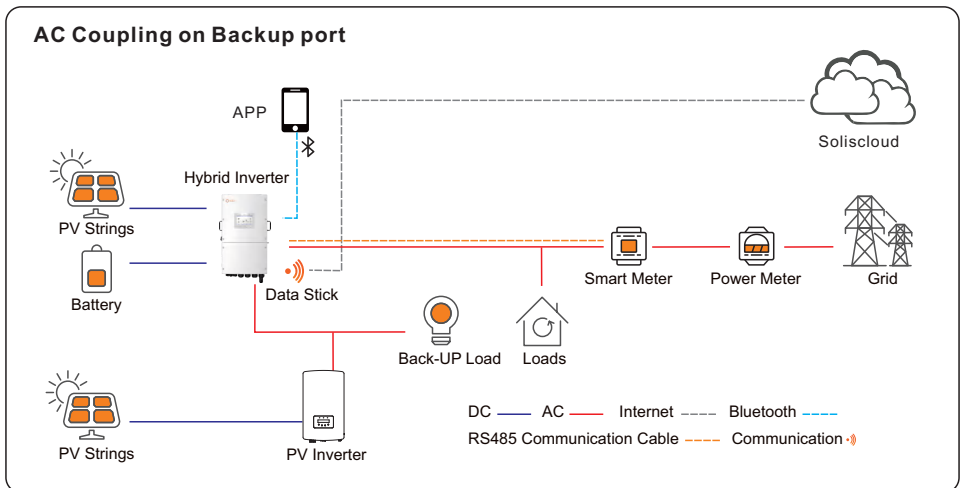 AC Coupling on Backup port
APP
Soliscloud
Hybrid Inverter
PV Strings
Battery
Data Stick
Smart Meter
Power Meter
Grid
Back-UP Load
Loads
PV Strings
PV Inverter
DC AC Internet Bluetooth
RS485 Communication Cable Communication